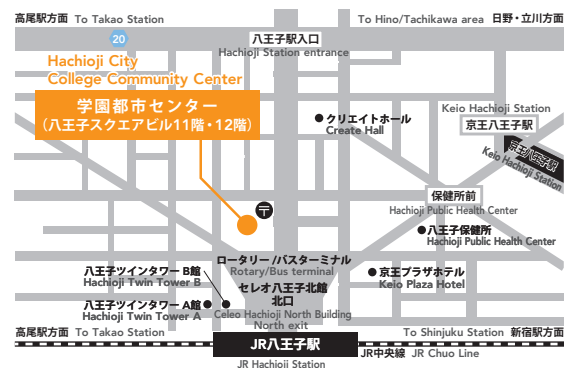 高尾駅方面 To Takao Station
To Hino/Tachikawa area 日野・立川方面
20
八王子駅入口
Hachioji Station entrance
Hachioji City
College Community Center
学園都市センター
(八王子スクエアビル11階・12階)
クリエイトホール
Create Hall
Keio Hachioji Station
京王八王子駅
京王八王子駅
Keio Hachioji Station
保健所前
Hachioji Public Health Center
八王子保健所
Hachioji Public Health Center
〒
ロータリー/バスターミナル
Rotary/Bus terminal
八王子ツインタワー B館
Hachioji Twin Tower B
京王プラザホテル
Keio Plaza Hotel
セレオ八王子北館
北口
八王子ツインタワー A館
Hachioji Twin Tower A
Celeo Hachioji North Building
North exit
高尾駅方面 To Takao Station
To Shinjuku Station 新宿駅方面
JR八王子駅
JR中央線 JR Chuo Line
JR Hachioji Station